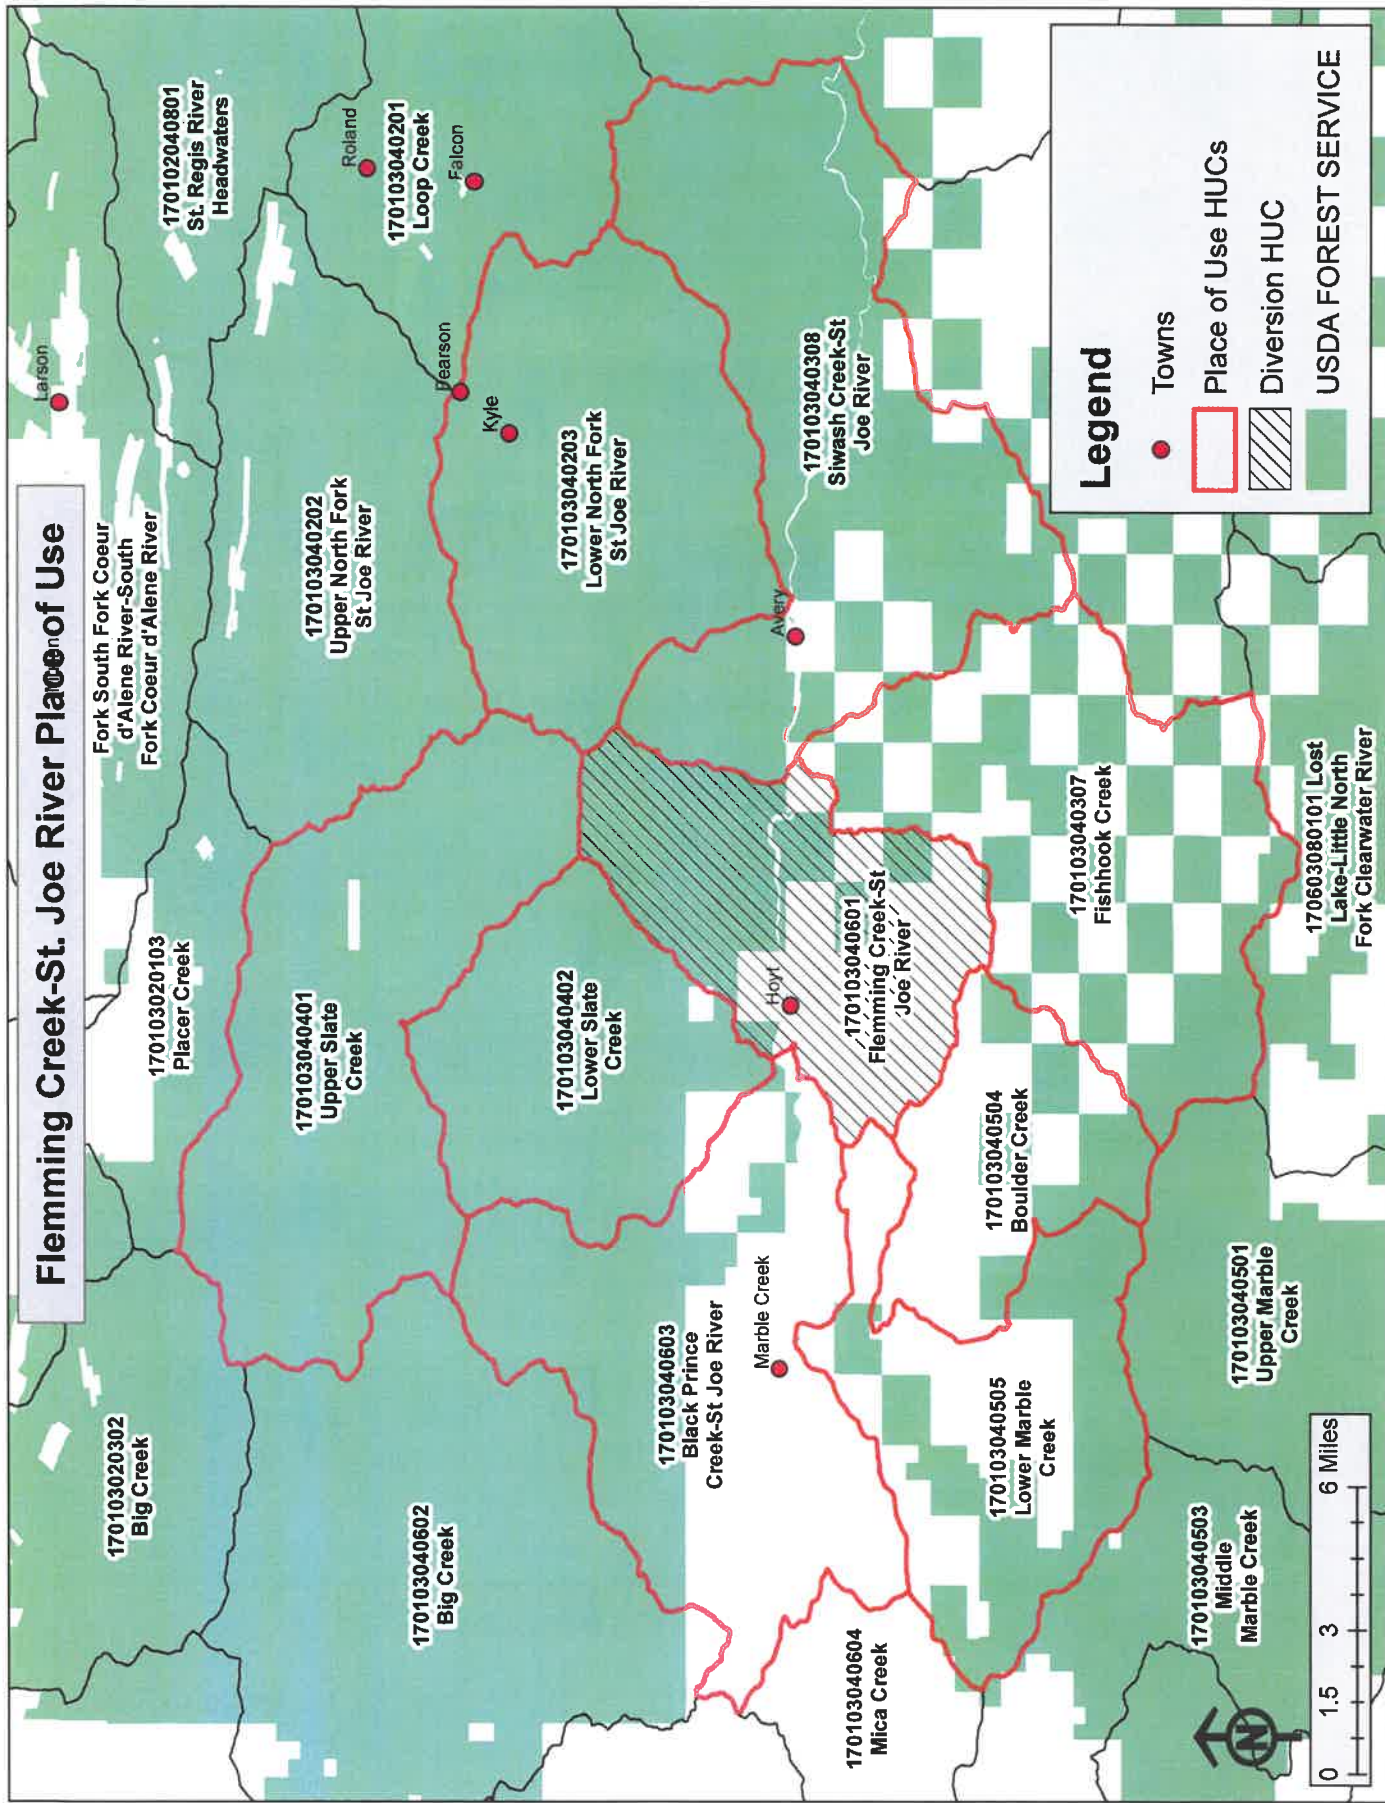 Flemming Creek-St. Joe River Place of Use
Larson
Fork South Fork Coeur
d'Alene River-South
Fork Coeur d'Alene River
170103020302
Big Creek
170103020103
Placer Creek
170102040801
St. Regis River
Headwaters
170103040401
Upper Slate
Creek
170103040202
Upper North Fork
St Joe River
Roland
170103040201
Loop Creek
Falcon
170103040602
Big Creek
Pearson
Kyle
170103040402
Lower Slate
Creek
170103040203
Lower North Fork
St Joe River
170103040603
Black Prince
Creek-St Joe River
Marble Creek
Hoyt
Avery
170103040308
Siwash Creek-St
Joe River
170103040604
Mica Creek
170103040601
Flemming Creek-St
Joe River
170103040505
Lower Marble
Creek
170103040504
Boulder Creek
170103040307
Fishhook Creek
170103040503
Middle
Marble Creek
170103040501
Upper Marble
Creek
170603080101 Lost
Lake-Little North
Fork Clearwater River
Legend
Towns
Place of Use HUCs
Diversion HUC
USDA FOREST SERVICE
N
0 1.5 3 6 Miles